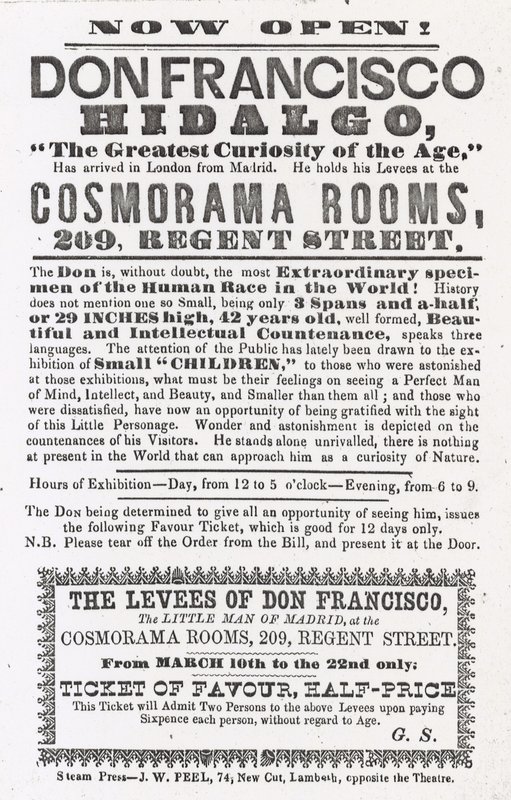 NOW OPEN!
DON FRANCISCO
HIDALGO,
"The Greatest Curiosity of the Age,"
Has arrived in London from Madrid. He holds his Levees at the
COSMORAMA ROOMS,
209, REGENT STREET.
The Don is, without doubt, the most Extraordinary speci-
men of the Human Race in the World! History
does not mention one so Small, being only 3 Spans and a-half,
or 29 INCHES high, 42 years old, well formed, Beau-
tiful and Intellectual Countenance, speaks three
languages. The attention of the Public has lately been drawn to the ex-
hibition of Small "CHILDREN," to those who were astonished
at those exhibitions, what must be their feelings on seeing a Perfect Man
of Mind, Intellect, and Beauty, and Smaller than them all; and those who
were dissatisfied, have now an opportunity of being gratified with the sight
of this Little Personage. Wonder and astonishment is depicted on the
countenances of his Visitors. He stands alone unrivalled, there is nothing
at present in the World that can approach him as a curiosity of Nature.
Hours of Exhibition—Day, from 12 to 5 o'clock—Evening, from 6 to 9.
The DON being determined to give all an opportunity of seeing him, issues
the following Favour Ticket, which is good for 12 days only.
N.B. Please tear off the Order from the Bill, and present it at the Door.
THE LEVEES OF DON FRANCISCO,
The LITTLE MAN OF MADRID, at the
COSMORAMA ROOMS, 209, REGENT STREET.
From MARCH 10th to the 22nd only;
TICKET OF FAVOUR, HALF-PRICE
This Ticket will Admit Two Persons to the above Levees upon paying
Sixpence each person, without regard to Age.
G. S.
Steam Press—J. W. PEEL, 74, New Cut, Lambeth, opposite the Theatre.